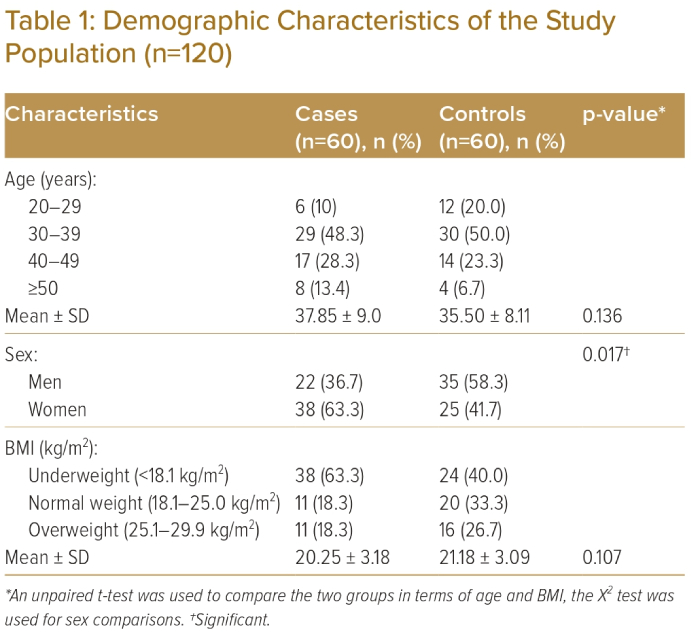 Table 1: Demographic Characteristics of the Study
Population (n=120)
Characteristics Cases (n=60), n (%) Controls (n=60), n (%) p-value*
Age (years):
20–29 6 (10) 12 (20.0)
30–39 29 (48.3) 30 (50.0)
40–49 17 (28.3) 14 (23.3)
≥50 8 (13.4) 4 (6.7)
Mean ± SD 37.85 ± 9.0 35.50 ± 8.11 0.136
Sex: 0.017†
Men 22 (36.7) 35 (58.3)
Women 38 (63.3) 25 (41.7)
BMI (kg/m²):
Underweight (<18.1 kg/m²) 38 (63.3) 24 (40.0)
Normal weight (18.1–25.0 kg/m²) 11 (18.3) 20 (33.3)
Overweight (25.1–29.9 kg/m²) 11 (18.3) 16 (26.7)
Mean ± SD 20.25 ± 3.18 21.18 ± 3.09 0.107
*An unpaired t-test was used to compare the two groups in terms of age and BMI, the X² test was
used for sex comparisons. †Significant.